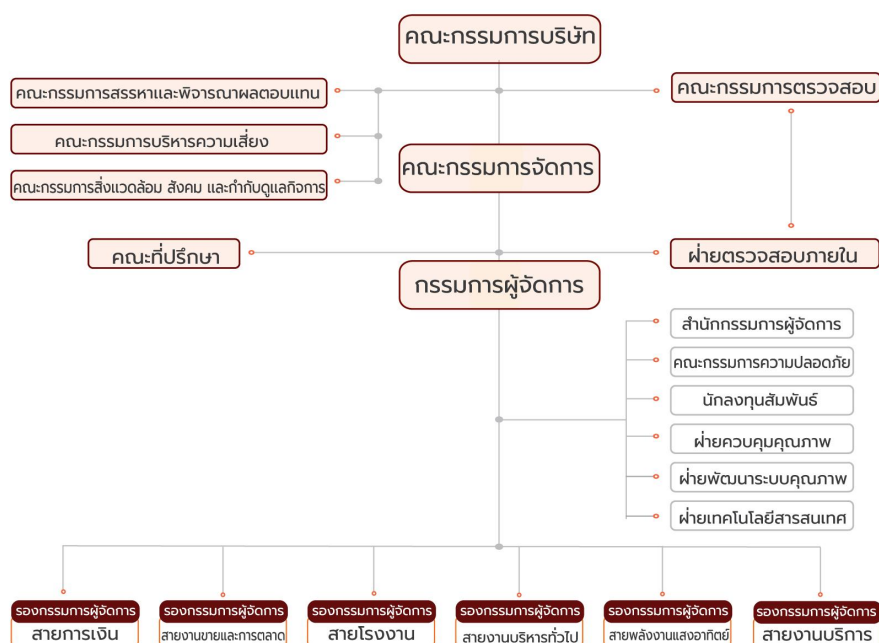 คณะกรรมการบริษัท
คณะกรรมการสรรหาและพิจารณาผลตอบแทน
คณะกรรมการตรวจสอบ
คณะกรรมการบริหารความเสี่ยง
คณะกรรมการจัดการ
คณะกรรมการสิ่งแวดล้อม สังคม และกำกับดูแลกิจการ
คณะที่ปรึกษา
ฝ่ายตรวจสอบภายใน
กรรมการผู้จัดการ
สำนักกรรมการผู้จัดการ
คณะกรรมการความปลอดภัย
นักลงทุนสัมพันธ์
ฝ่ายควบคุมคุณภาพ
ฝ่ายพัฒนาระบบคุณภาพ
ฝ่ายเทคโนโลยีสารสนเทศ
รองกรรมการผู้จัดการ
สายการเงิน
รองกรรมการผู้จัดการ
สายงานขายและการตลาด
รองกรรมการผู้จัดการ
สายโรงงาน
รองกรรมการผู้จัดการ
สายงานบริหารทั่วไป
รองกรรมการผู้จัดการ
สายพลังงานแสงอาทิตย์
รองกรรมการผู้จัดการ
สายงานบริการ